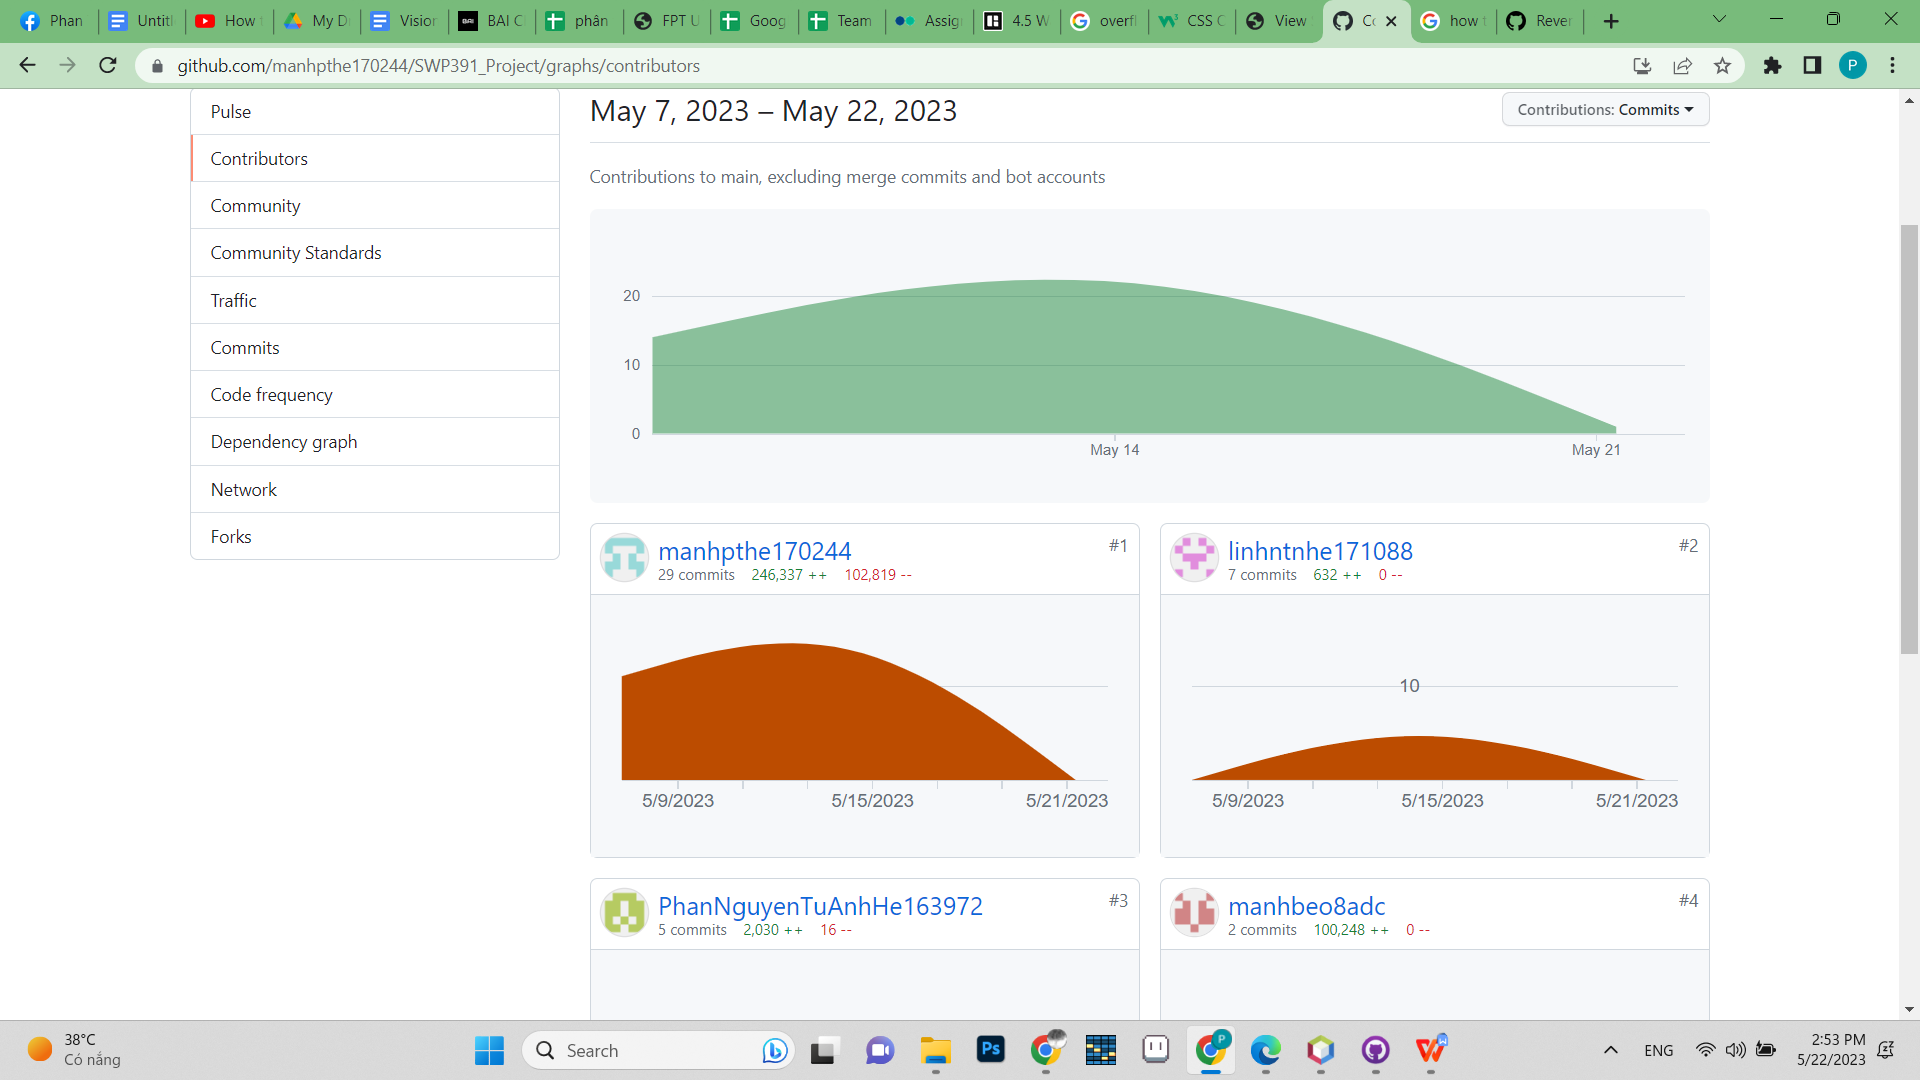 Phan
Untitl
How t
My Dr
Vision
BAI Cl
phân
FPT U
Goog
Team
Assig
4.5 W
overfl
CSS C
View
Co
how t
Rever
github.com/manhpthe170244/SWP391_Project/graphs/contributors
P
Pulse
Contributors
Community
Community Standards
Traffic
Commits
Code frequency
Dependency graph
Network
Forks
May 7, 2023 – May 22, 2023
Contributions: Commits
Contributions to main, excluding merge commits and bot accounts
20
10
0
May 14
May 21
manhpthe170244
#1
29 commits 246,337 ++ 102,819 --
5/9/2023 5/15/2023 5/21/2023
linhntnhe171088
#2
7 commits 632 ++ 0 --
10
5/9/2023 5/15/2023 5/21/2023
PhanNguyenTuAnhHe163972
#3
5 commits 2,030 ++ 16 --
manhbeo8adc
#4
2 commits 100,248 ++ 0 --
38°C
Có nắng
Search
Ps
P
ENG
2:53 PM
5/22/2023